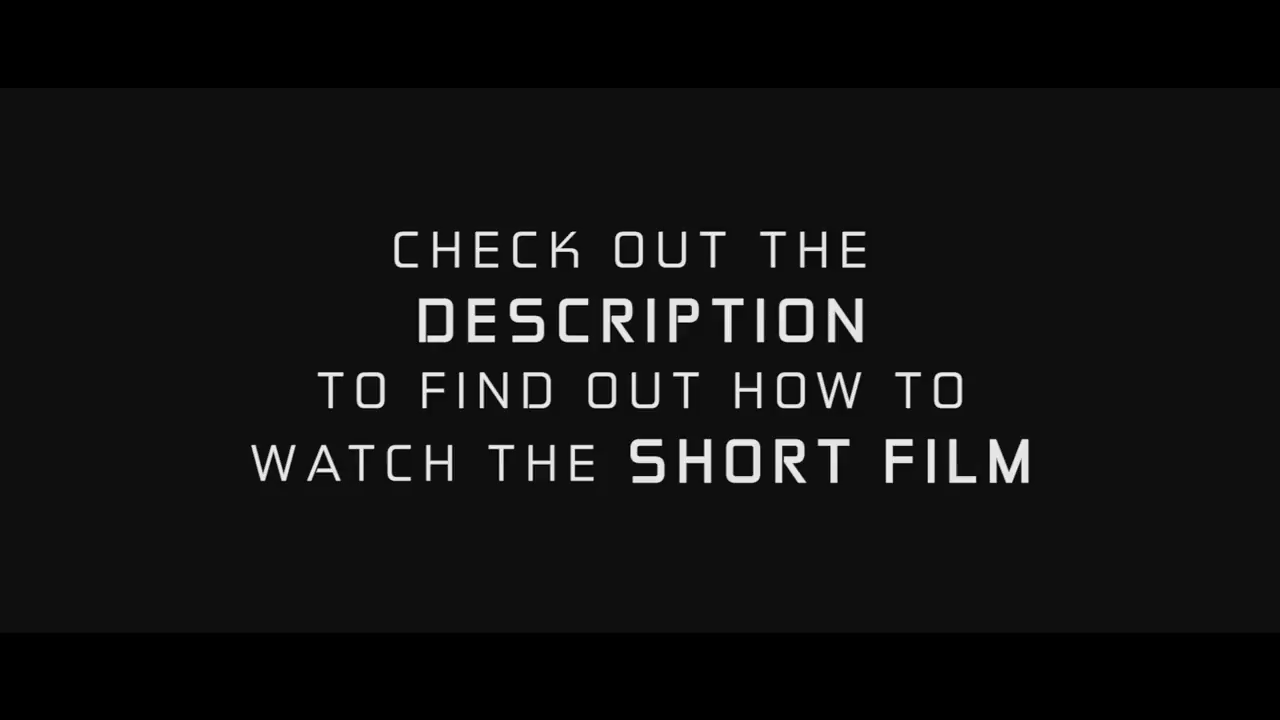 CHECK OUT THE
DESCRIPTION
TO FIND OUT HOW TO
WATCH THE SHORT FILM